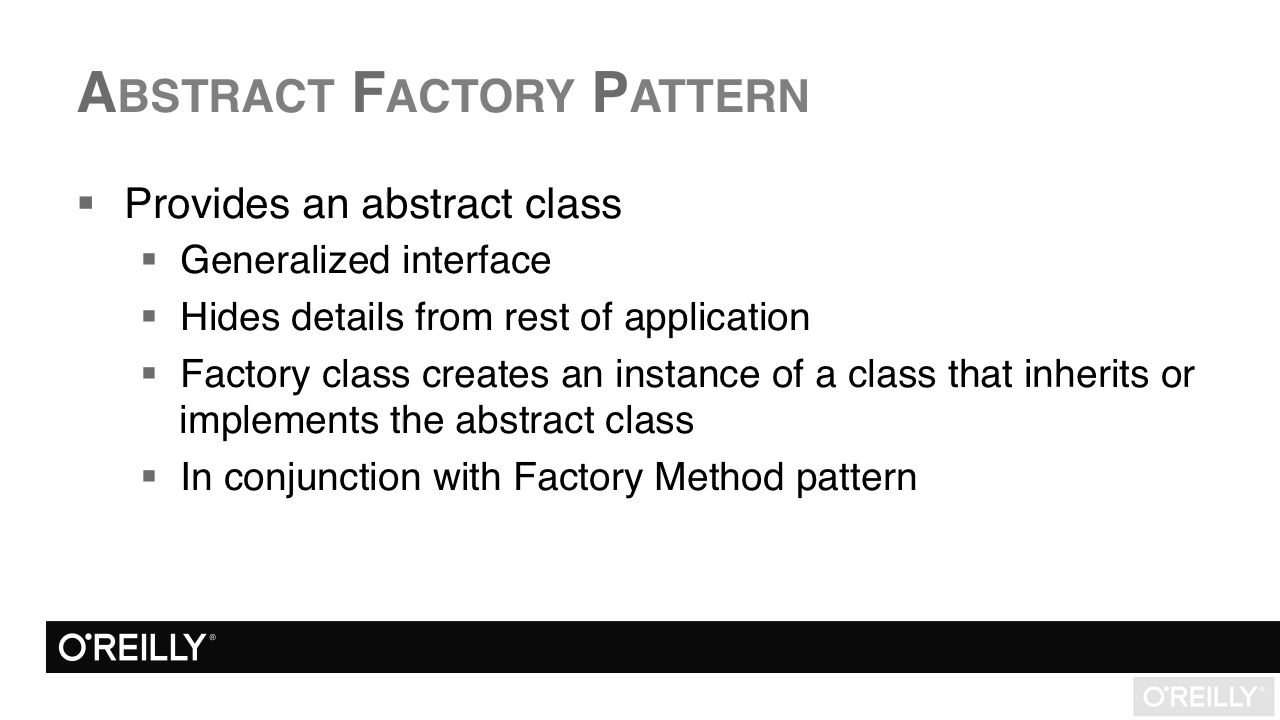 ABSTRACT FACTORY PATTERN
▪ Provides an abstract class
▪ Generalized interface
▪ Hides details from rest of application
▪ Factory class creates an instance of a class that inherits or
implements the abstract class
▪ In conjunction with Factory Method pattern
O'REILLY®
O'REILLY®